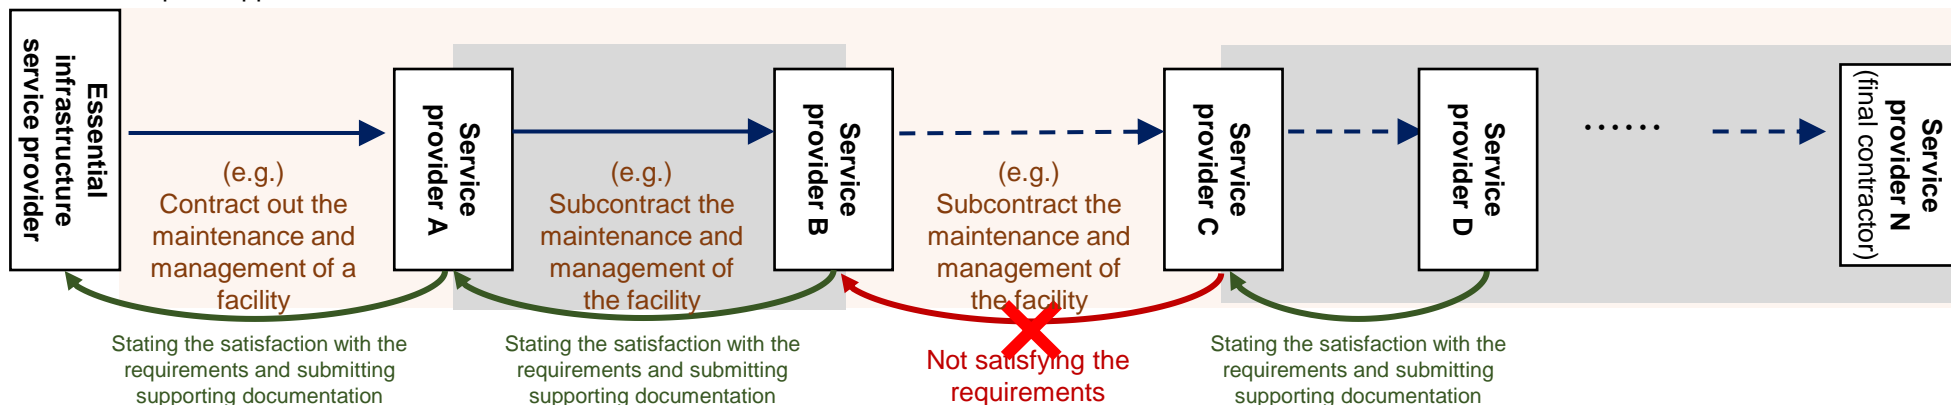 Essential
infrastructure
service provider
(e.g.)
Contract out the
maintenance and
management of a
facility
Service
provider A
(e.g.)
Subcontract the
maintenance and
management of
the facility
Service
provider B
(e.g.)
Subcontract the
maintenance and
management of
the facility
Service
provider C
Service
provider D
······
Service
provider N
(final contractor)
Stating the satisfaction with the
requirements and submitting
supporting documentation
Stating the satisfaction with the
requirements and submitting
supporting documentation
Not satisfying the
requirements
Stating the satisfaction with the
requirements and submitting
supporting documentation